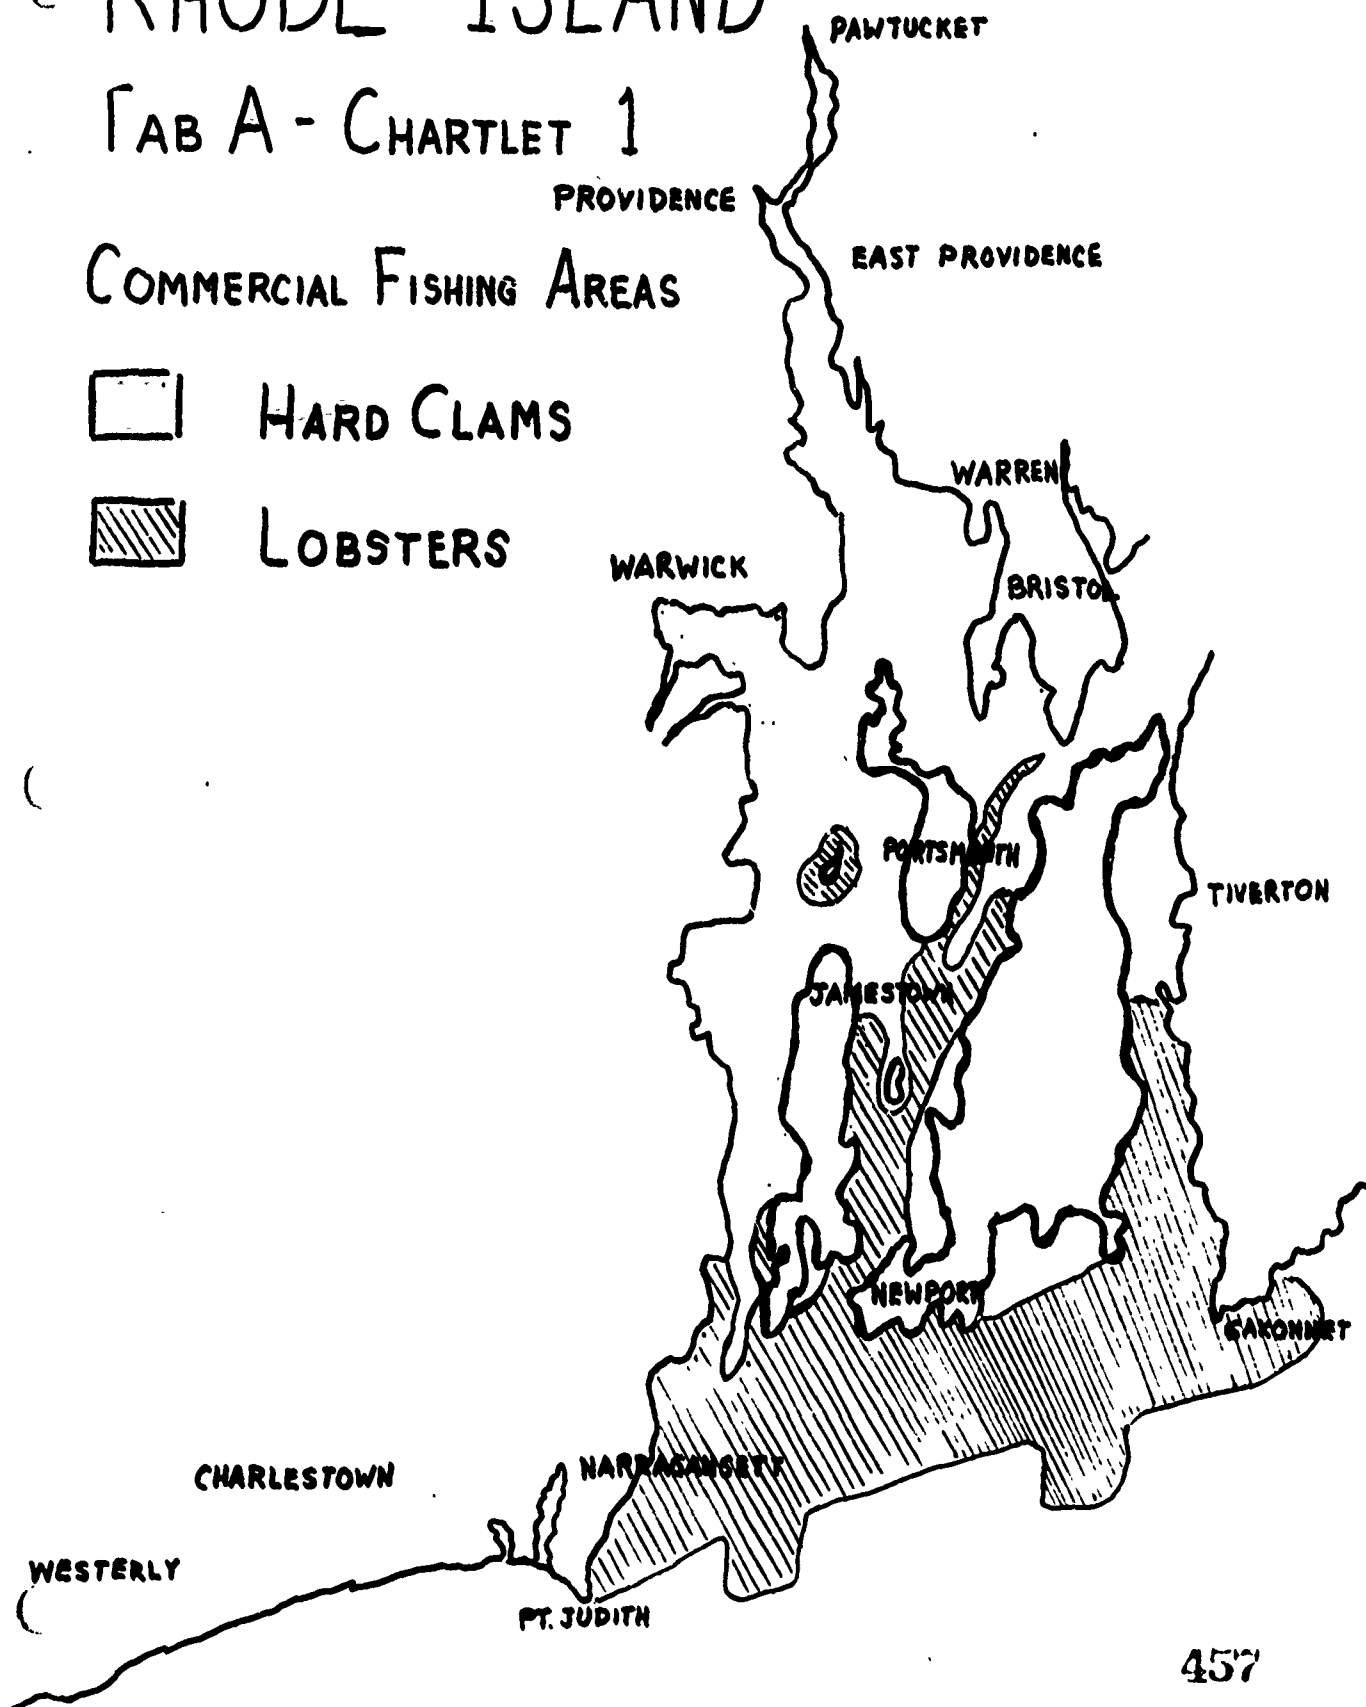 RHODE ISLAND
TAB A - CHARTLET 1
COMMERCIAL FISHING AREAS
HARD CLAMS
LOBSTERS
PAWTUCKET
PROVIDENCE
EAST PROVIDENCE
WARREN
WARWICK
BRISTOL
PORTSMOUTH
TIVERTON
JAMESTOWN
NEWPORT
SAKONNET
NARRAGANSETT
CHARLESTOWN
WESTERLY
PT. JUDITH
457